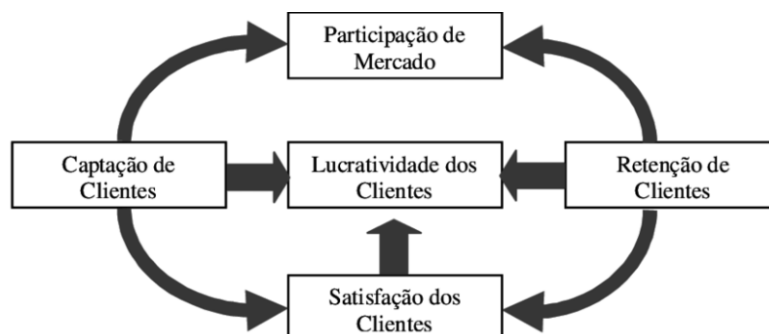 Participação de
Mercado
Captação de
Clientes
Lucratividade dos
Clientes
Retenção de
Clientes
Satisfação dos
Clientes